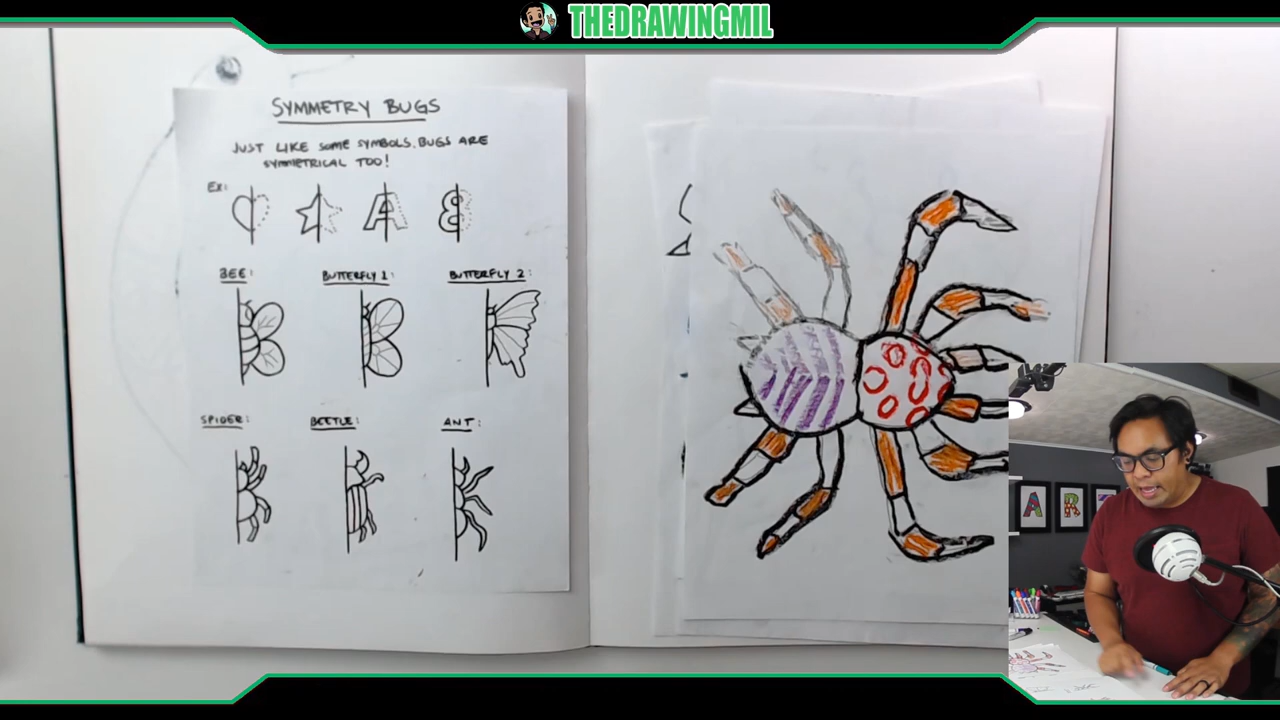 THEDRAWINGMIL
SYMMETRY BUGS
JUST LIKE SOME SYMBOLS, BUGS ARE
SYMMETRICAL TOO!
EX:
A
8
BEE:
BUTTERFLY 1:
BUTTERFLY 2:
SPIDER:
BEETLE:
ANT:
A R T